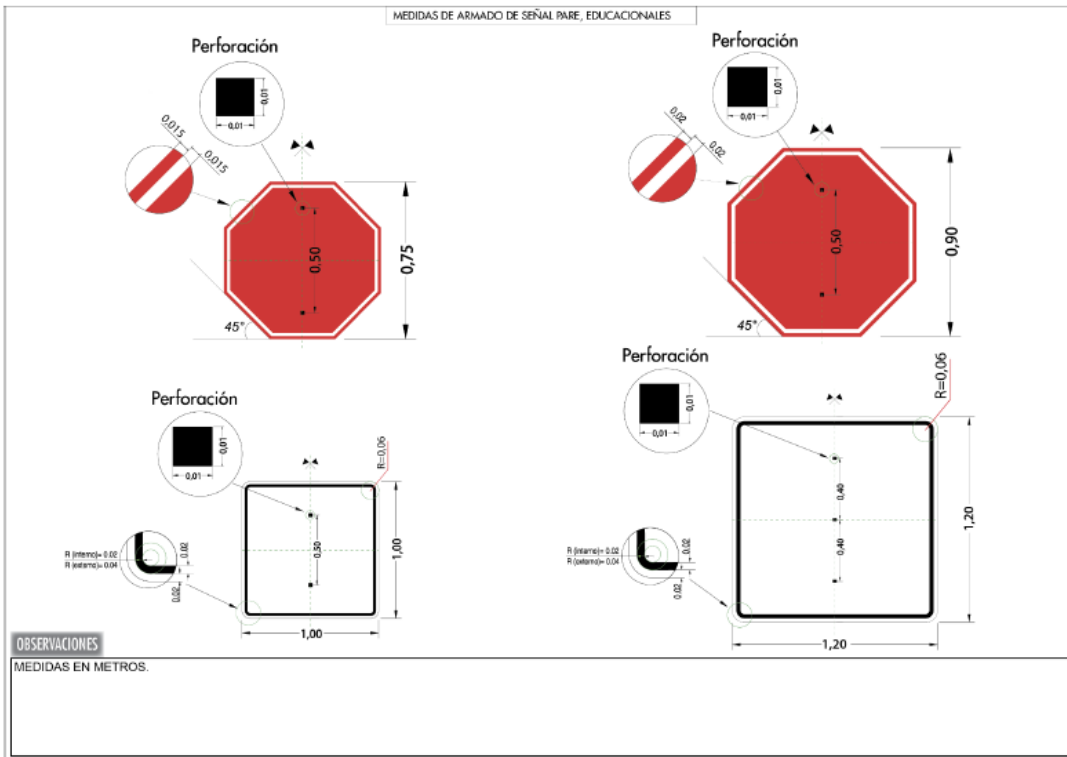 MEDIDAS DE ARMADO DE SEÑAL PARE, EDUCACIONALES
Perforación
0,01
0,01
0,015
0,015
0,50
0,75
45°
Perforación
0,01
0,01
0,02
0,02
0,50
0,90
45°
Perforación
0,01
0,01
R=0,06
0,50
1,00
1,00
R (interno)= 0.02
R (externo)= 0.04
0.02
0.02
Perforación
0,01
0,01
R=0,06
0,40
0,40
1,20
1,20
R (interno)= 0.02
R (externo)= 0.04
0.02
0.02
OBSERVACIONES
MEDIDAS EN METROS.